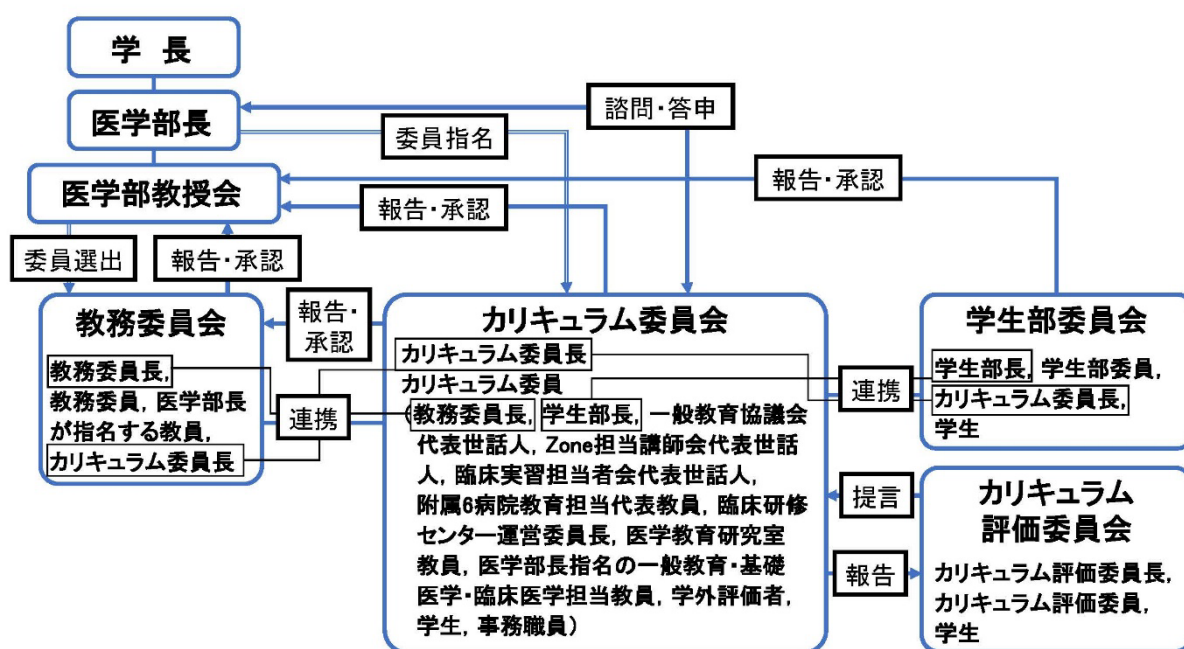 学 長
医学部長
諮問・答申
委員指名
医学部教授会
報告・承認
報告・承認
委員選出
報告・承認
教務委員会
教務委員長,
教務委員, 医学部長
が指名する教員,
カリキュラム委員長
報告・
承認
連携
カリキュラム委員会
カリキュラム委員長
カリキュラム委員
(教務委員長, 学生部長, 一般教育協議会
代表世話人, Zone担当講師会代表世話
人, 臨床実習担当者会代表世話人,
附属6病院教育担当代表教員, 臨床研修
センター運営委員長, 医学教育研究室
教員, 医学部長指名の一般教育・基礎
医学・臨床医学担当教員, 学外評価者,
学生, 事務職員)
連携
学生部委員会
学生部長, 学生部委員,
カリキュラム委員長,
学生
提言
報告
カリキュラム
評価委員会
カリキュラム評価委員長,
カリキュラム評価委員,
学生